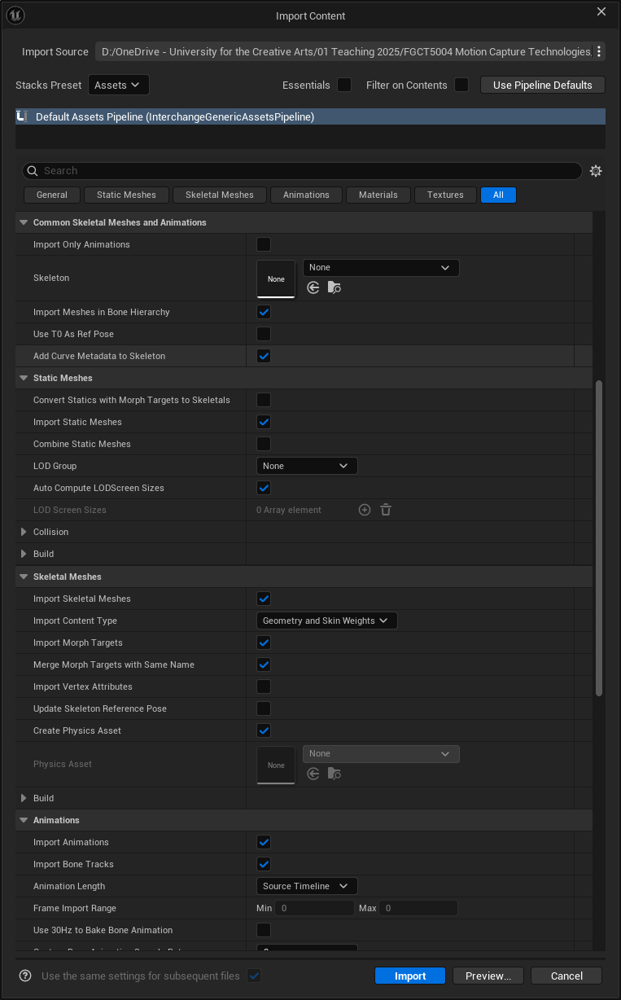 Import Content
Import Source D:/OneDrive - University for the Creative Arts/01 Teaching 2025/FGCT5004 Motion Capture Technologies
Stacks Preset Assets Essentials Filter on Contents Use Pipeline Defaults
Default Assets Pipeline (InterchangeGenericAssetsPipeline)
Search
General Static Meshes Skeletal Meshes Animations Materials Textures All
Common Skeletal Meshes and Animations
Import Only Animations
None
Skeleton None
Import Meshes in Bone Hierarchy
Use T0 As Ref Pose
Add Curve Metadata to Skeleton
Static Meshes
Convert Statics with Morph Targets to Skeletals
Import Static Meshes
Combine Static Meshes
LOD Group None
Auto Compute LODScreen Sizes
LOD Screen Sizes 0 Array element
Collision
Build
Skeletal Meshes
Import Skeletal Meshes
Import Content Type Geometry and Skin Weights
Import Morph Targets
Merge Morph Targets with Same Name
Import Vertex Attributes
Update Skeleton Reference Pose
Create Physics Asset
None
Physics Asset None
Build
Animations
Import Animations
Import Bone Tracks
Animation Length Source Timeline
Frame Import Range Min 0 Max 0
Use 30Hz to Bake Bone Animation
Use the same settings for subsequent files Import Preview... Cancel